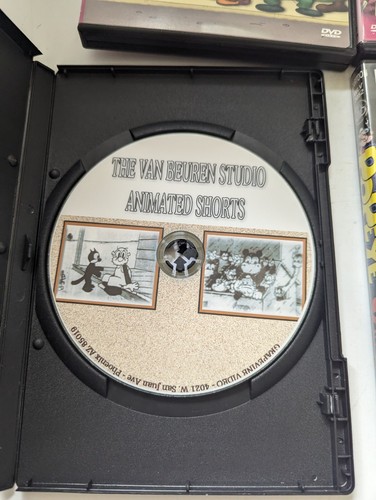 DVD
THE VAN BEUREN STUDIO
ANIMATED SHORTS
GRAPEVINE VIDEO - 4021 W. San Juan Ave - Phoenix AZ 85019